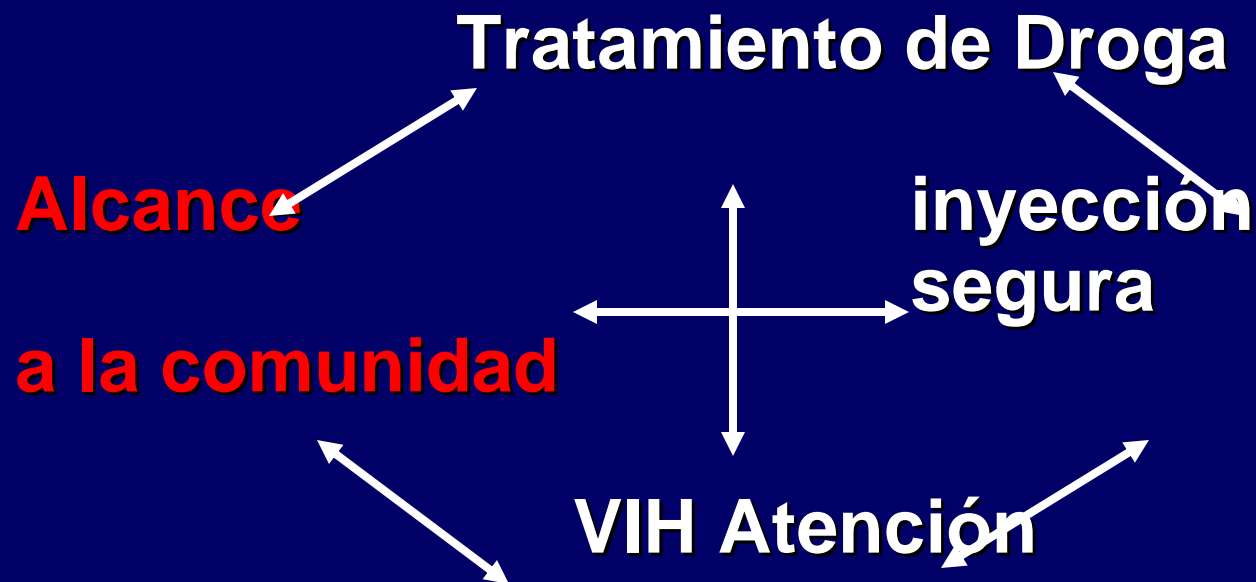 Tratamiento de Droga
Alcance
a la comunidad
inyección
segura
VIH Atención